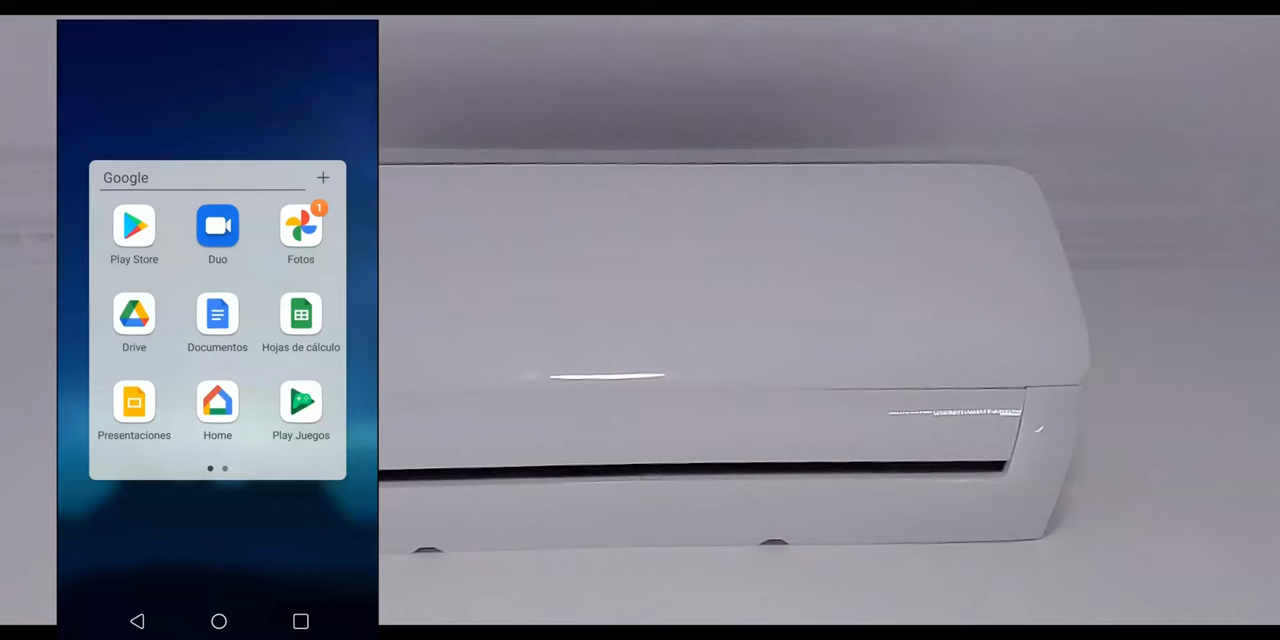 Google +
1
Play Store Duo Fotos
Drive Documentos Hojas de cálculo
Presentaciones Home Play Juegos